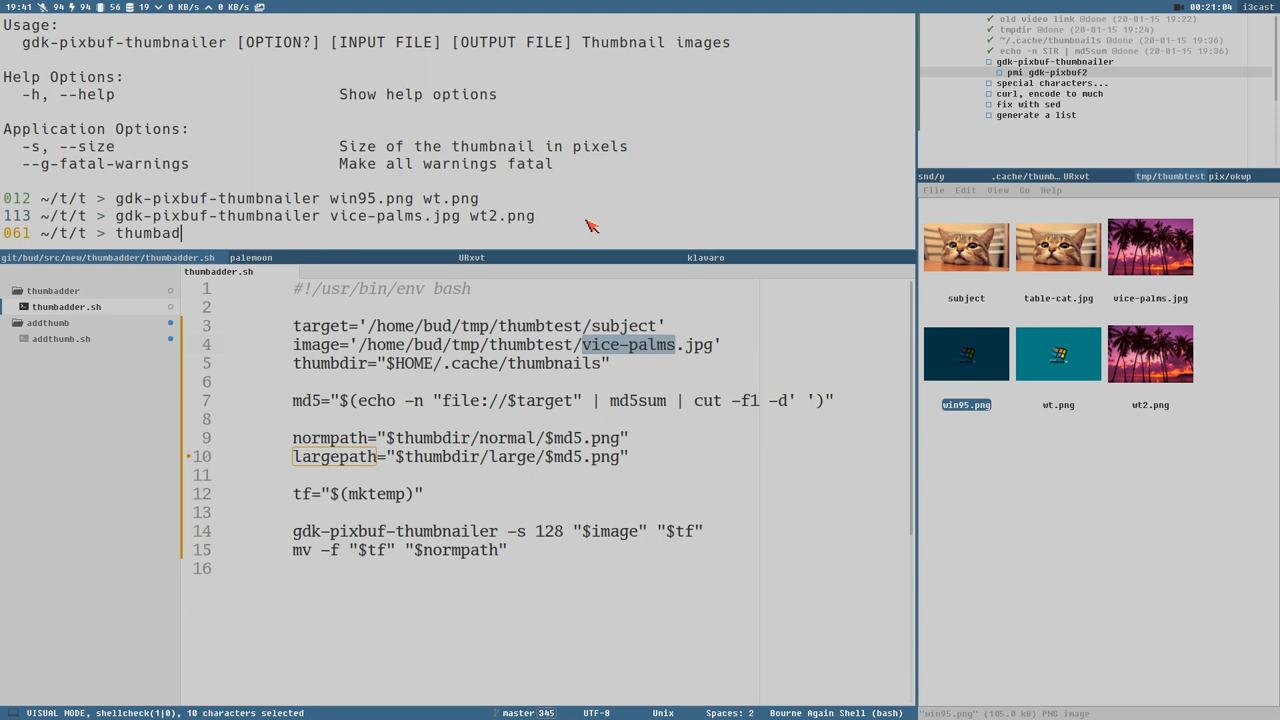 19:41 94 94 56 19 0 KB/s 0 KB/s
00:21:04 i3cast
Usage:
gdk-pixbuf-thumbnailer [OPTION?] [INPUT FILE] [OUTPUT FILE] Thumbnail images
Help Options:
-h, --help Show help options
Application Options:
-s, --size Size of the thumbnail in pixels
--g-fatal-warnings Make all warnings fatal
012 ~/t/t > gdk-pixbuf-thumbnailer win95.png wt.png
113 ~/t/t > gdk-pixbuf-thumbnailer vice-palms.jpg wt2.png
061 ~/t/t > thumbad
✔ old video link @done (20-01-15 19:22)
✔ tmpdir @done (20-01-15 19:24)
✔ ~/.cache/thumbnails @done (20-01-15 19:36)
✔ echo -n STR | md5sum @done (20-01-15 19:36)
gdk-pixbuf-thumbnailer
pmi gdk-pixbuf2
special characters...
curl, encode to much
fix with sed
generate a list
snd/y .cache/thumb… URxvt tmp/thumbtest pix/okwp
File Edit View Go Help
subject table-cat.jpg vice-palms.jpg
win95.png wt.png wt2.png
"win95.png" (105.0 kB) PNG image
git/bud/src/new/thumbadder/thumbadder.sh palemoon URxvt klavaro
thumbadder
thumbadder.sh
addthumb
addthumb.sh
thumbadder.sh
1 #!/usr/bin/env bash
2
3 target='/home/bud/tmp/thumbtest/subject'
4 image='/home/bud/tmp/thumbtest/vice-palms.jpg'
5 thumbdir="$HOME/.cache/thumbnails"
6
7 md5="$(echo -n "file://$target" | md5sum | cut -f1 -d' ')"
8
9 normpath="$thumbdir/normal/$md5.png"
10 largepath="$thumbdir/large/$md5.png"
11
12 tf="$(mktemp)"
13
14 gdk-pixbuf-thumbnailer -s 128 "$image" "$tf"
15 mv -f "$tf" "$normpath"
16
VISUAL MODE, shellcheck(1|0), 10 characters selected master 345 UTF-8 Unix Spaces: 2 Bourne Again Shell (bash)